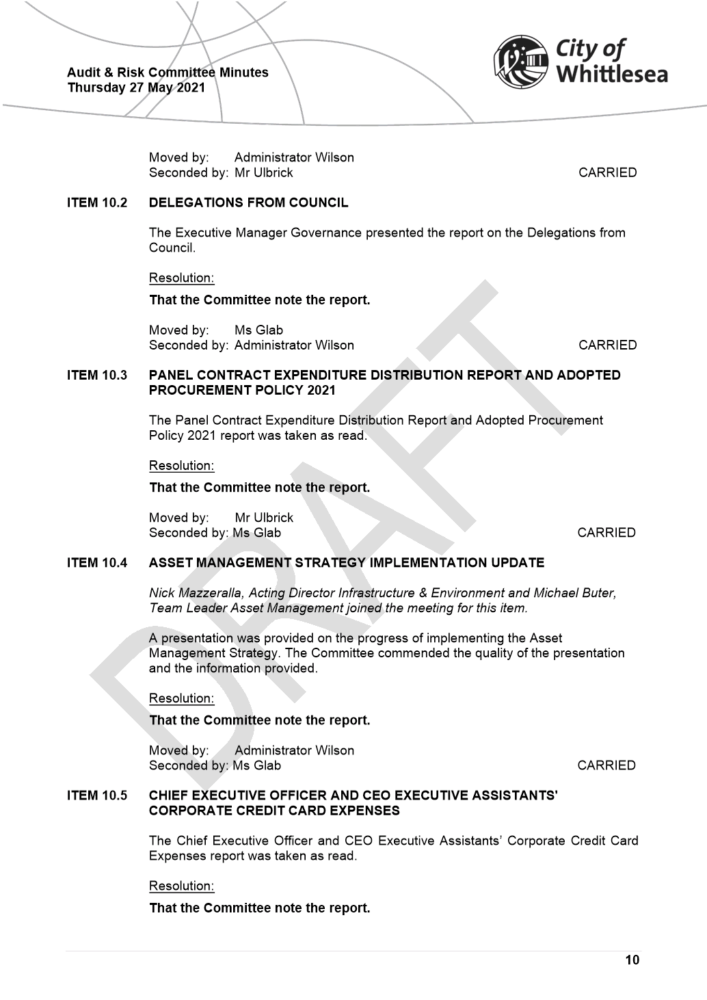 City of
Whittlesea
Audit & Risk Committee Minutes
Thursday 27 May 2021
Moved by: Administrator Wilson
Seconded by: Mr Ulbrick CARRIED
ITEM 10.2 DELEGATIONS FROM COUNCIL
The Executive Manager Governance presented the report on the Delegations from
Council.
Resolution:
That the Committee note the report.
Moved by: Ms Glab
Seconded by: Administrator Wilson CARRIED
ITEM 10.3 PANEL CONTRACT EXPENDITURE DISTRIBUTION REPORT AND ADOPTED
PROCUREMENT POLICY 2021
The Panel Contract Expenditure Distribution Report and Adopted Procurement
Policy 2021 report was taken as read.
Resolution:
That the Committee note the report.
Moved by: Mr Ulbrick
Seconded by: Ms Glab CARRIED
ITEM 10.4 ASSET MANAGEMENT STRATEGY IMPLEMENTATION UPDATE
Nick Mazzeralla, Acting Director Infrastructure & Environment and Michael Buter,
Team Leader Asset Management joined the meeting for this item.
A presentation was provided on the progress of implementing the Asset
Management Strategy. The Committee commended the quality of the presentation
and the information provided.
Resolution:
That the Committee note the report.
Moved by: Administrator Wilson
Seconded by: Ms Glab CARRIED
ITEM 10.5 CHIEF EXECUTIVE OFFICER AND CEO EXECUTIVE ASSISTANTS'
CORPORATE CREDIT CARD EXPENSES
The Chief Executive Officer and CEO Executive Assistants’ Corporate Credit Card
Expenses report was taken as read.
Resolution:
That the Committee note the report.
10
DRAFT